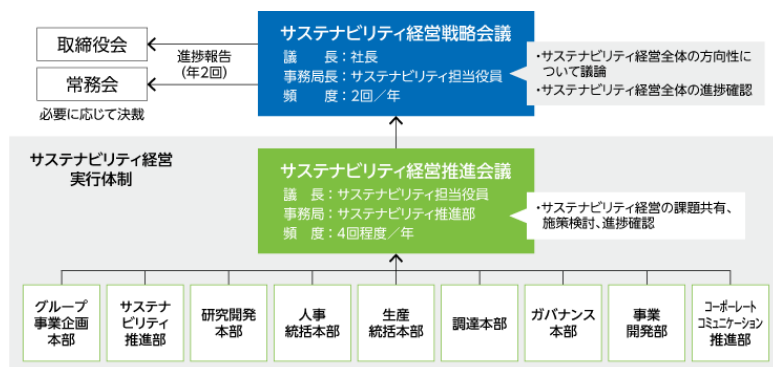 取締役会
常務会
必要に応じて決裁
進捗報告
(年2回)
サステナビリティ経営戦略会議
議　長：社長
事務局長：サステナビリティ担当役員
頻　度：2回／年
・サステナビリティ経営全体の方向性に
ついて議論
・サステナビリティ経営全体の進捗確認
サステナビリティ経営
実行体制
サステナビリティ経営推進会議
議　長：サステナビリティ担当役員
事務局：サステナビリティ推進部
頻　度：4回程度／年
・サステナビリティ経営の課題共有、
施策検討、進捗確認
グループ
事業企画
本部
サステナ
ビリティ
推進部
研究開発
本部
人事
統括本部
生産
統括本部
調達本部
ガバナンス
本部
事業
開発部
コーポレート
コミュニケーション
推進部